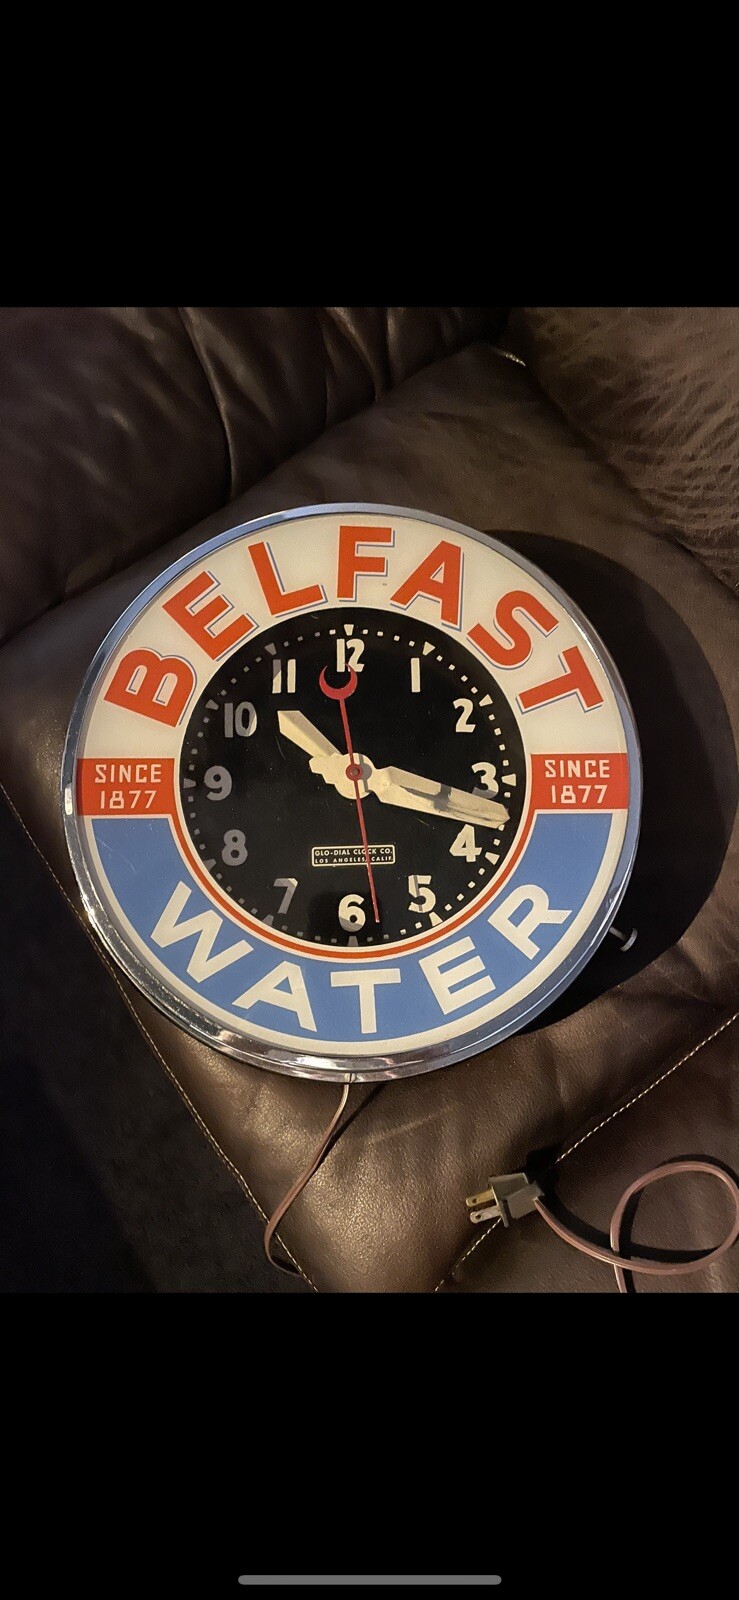 BELFAST
SINCE
1877
SINCE
1877
WATER
12
1
2
3
4
5
6
7
8
9
10
11
GLO-DIAL CLOCK CO.
LOS ANGELES, CALIF.